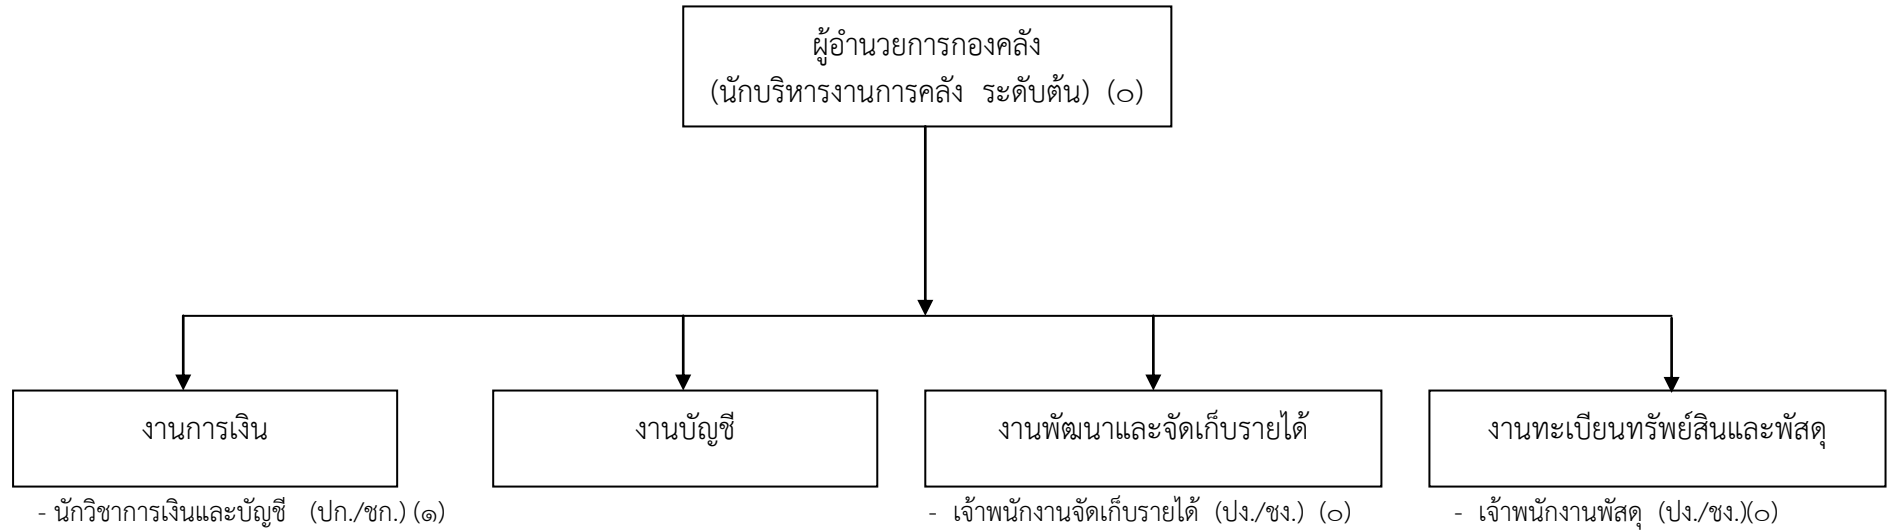 ผู้อำนวยการกองคลัง
(นักบริหารงานการคลัง ระดับต้น) (๐)
งานการเงิน
งานบัญชี
งานพัฒนาและจัดเก็บรายได้
งานทะเบียนทรัพย์สินและพัสดุ
- นักวิชาการเงินและบัญชี (ปก./ชก.) (๑)
- เจ้าพนักงานจัดเก็บรายได้ (ปง./ชง.) (๐)
- เจ้าพนักงานพัสดุ (ปง./ชง.)(๐)